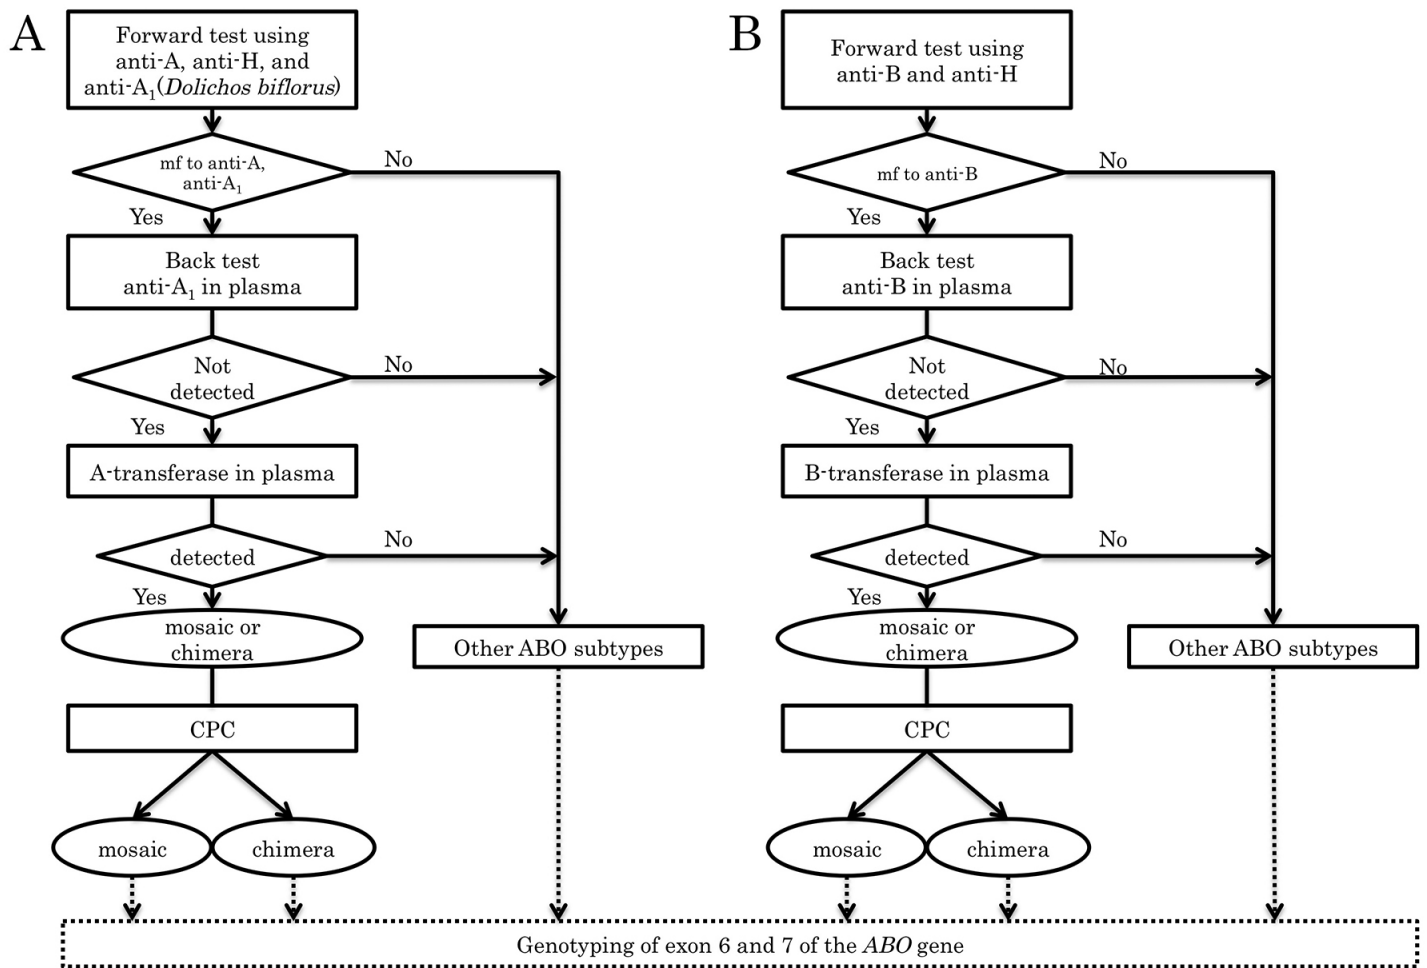 A
Forward test using
anti-A, anti-H, and
anti-A₁(Dolichos biflorus)
mf to anti-A,
anti-A₁
No
Yes
Back test
anti-A₁ in plasma
Not
detected
No
Yes
A-transferase in plasma
detected
No
Yes
mosaic or
chimera
Other ABO subtypes
CPC
mosaic
chimera
B
Forward test using
anti-B and anti-H
mf to anti-B
No
Yes
Back test
anti-B in plasma
Not
detected
No
Yes
B-transferase in plasma
detected
No
Yes
mosaic or
chimera
Other ABO subtypes
CPC
mosaic
chimera
Genotyping of exon 6 and 7 of the ABO gene